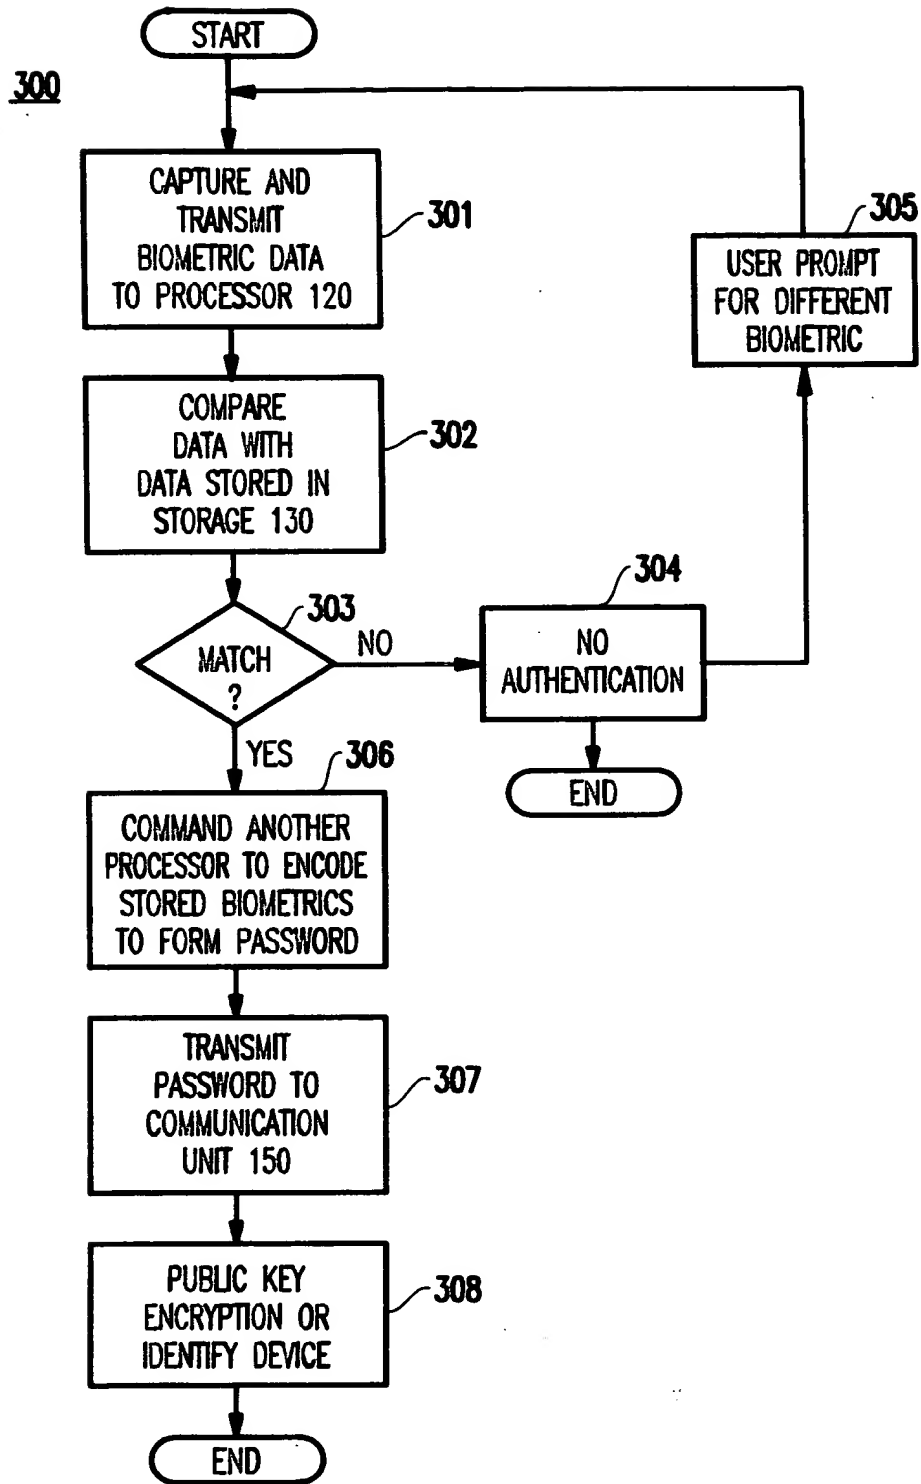 START
300
CAPTURE AND
TRANSMIT
BIOMETRIC DATA
TO PROCESSOR 120
301
305
USER PROMPT
FOR DIFFERENT
BIOMETRIC
COMPARE
DATA WITH
DATA STORED IN
STORAGE 130
302
303
MATCH
?
NO
304
NO
AUTHENTICATION
END
YES
306
COMMAND ANOTHER
PROCESSOR TO ENCODE
STORED BIOMETRICS
TO FORM PASSWORD
TRANSMIT
PASSWORD TO
COMMUNICATION
UNIT 150
307
PUBLIC KEY
ENCRYPTION OR
IDENTIFY DEVICE
308
END